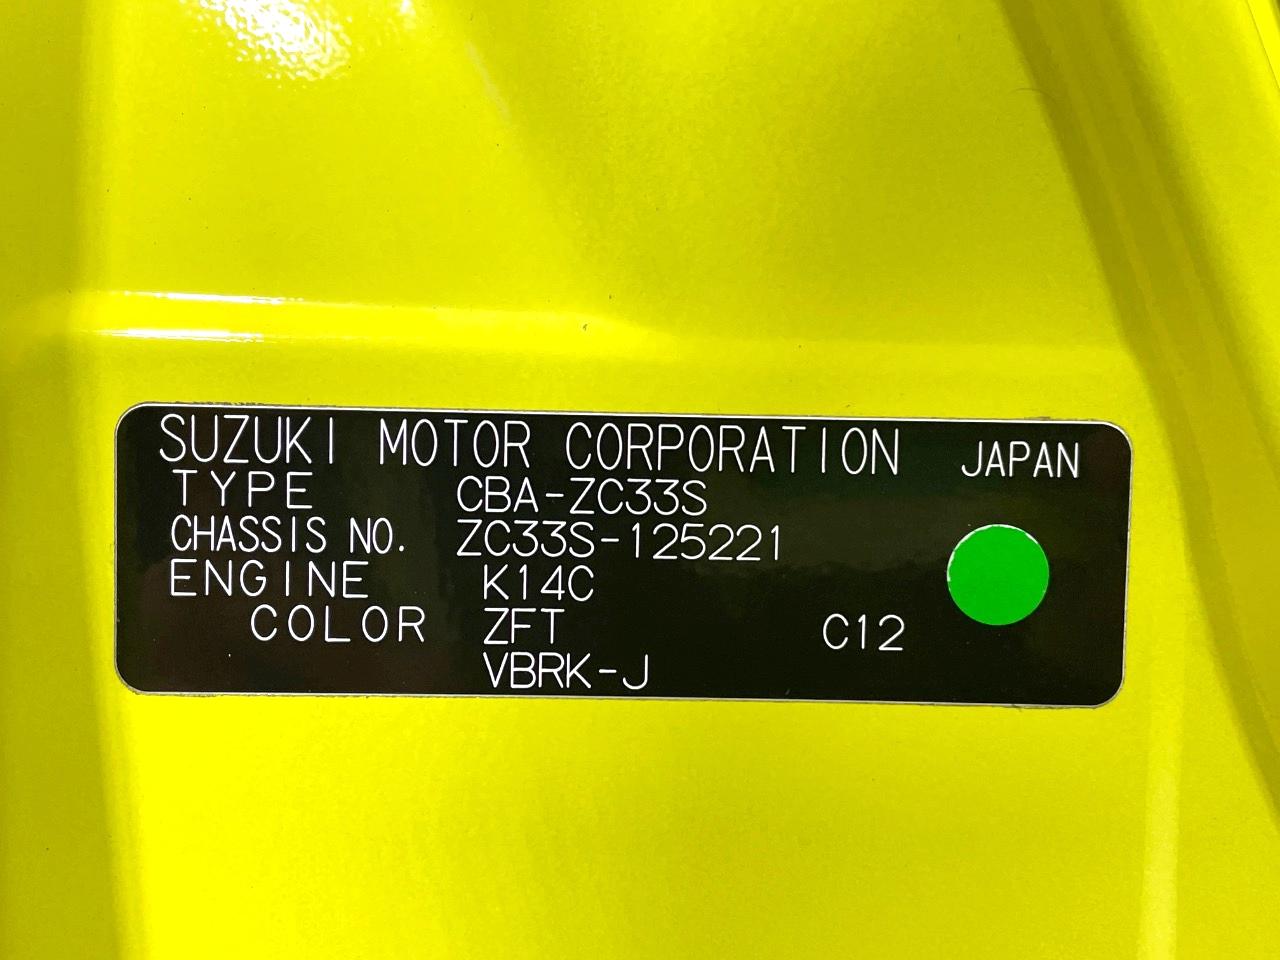 SUZUKI MOTOR CORPORATION JAPAN
TYPE CBA-ZC33S
CHASSIS NO. ZC33S-125221
ENGINE K14C
COLOR ZFT C12
VBRK-J